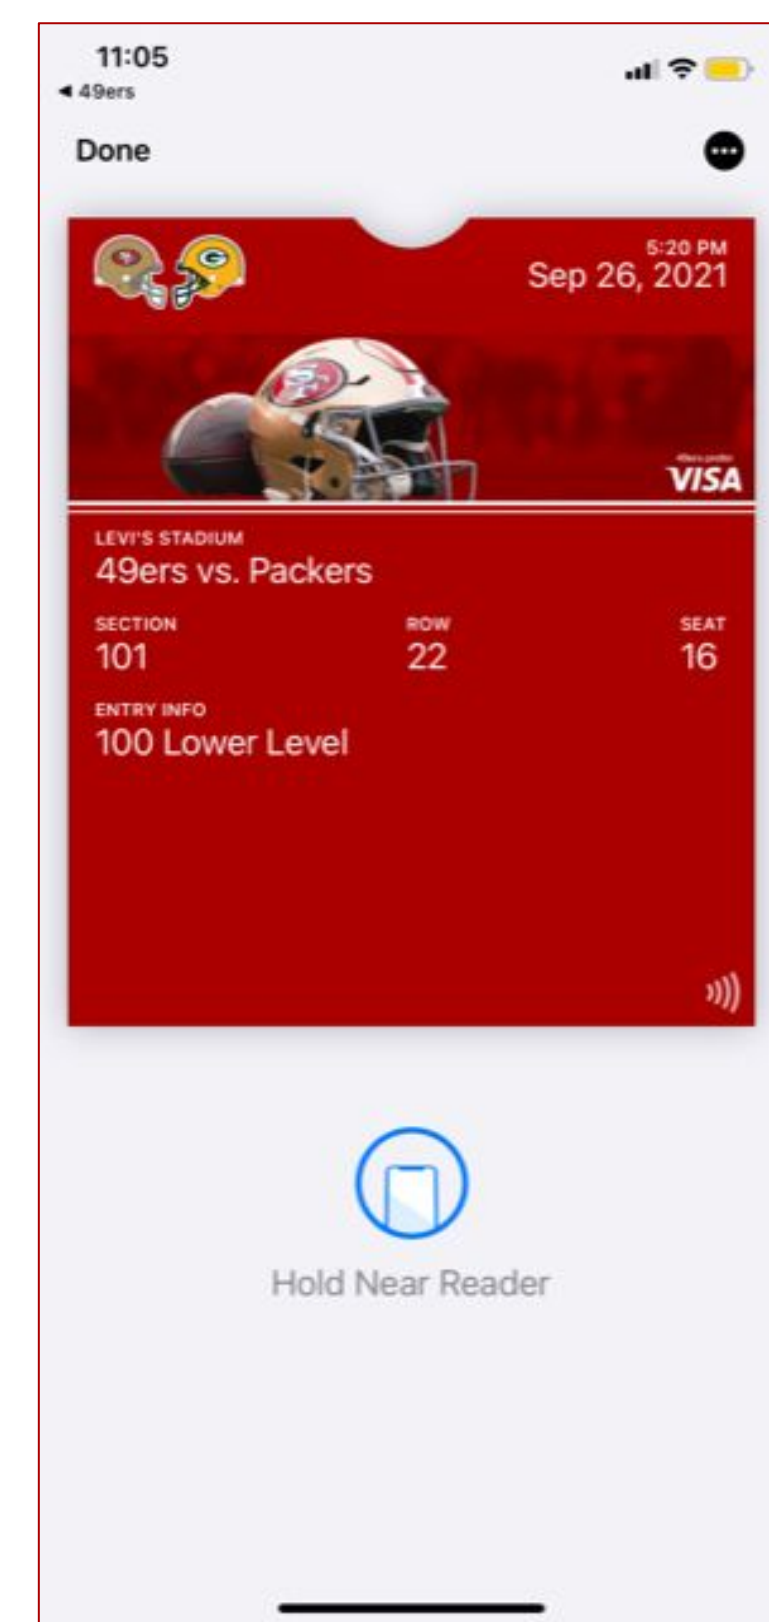 11:05
◀ 49ers
Done
5:20 PM
Sep 26, 2021
VISA
LEVI'S STADIUM
49ers vs. Packers
SECTION ROW SEAT
101 22 16
ENTRY INFO
100 Lower Level
Hold Near Reader